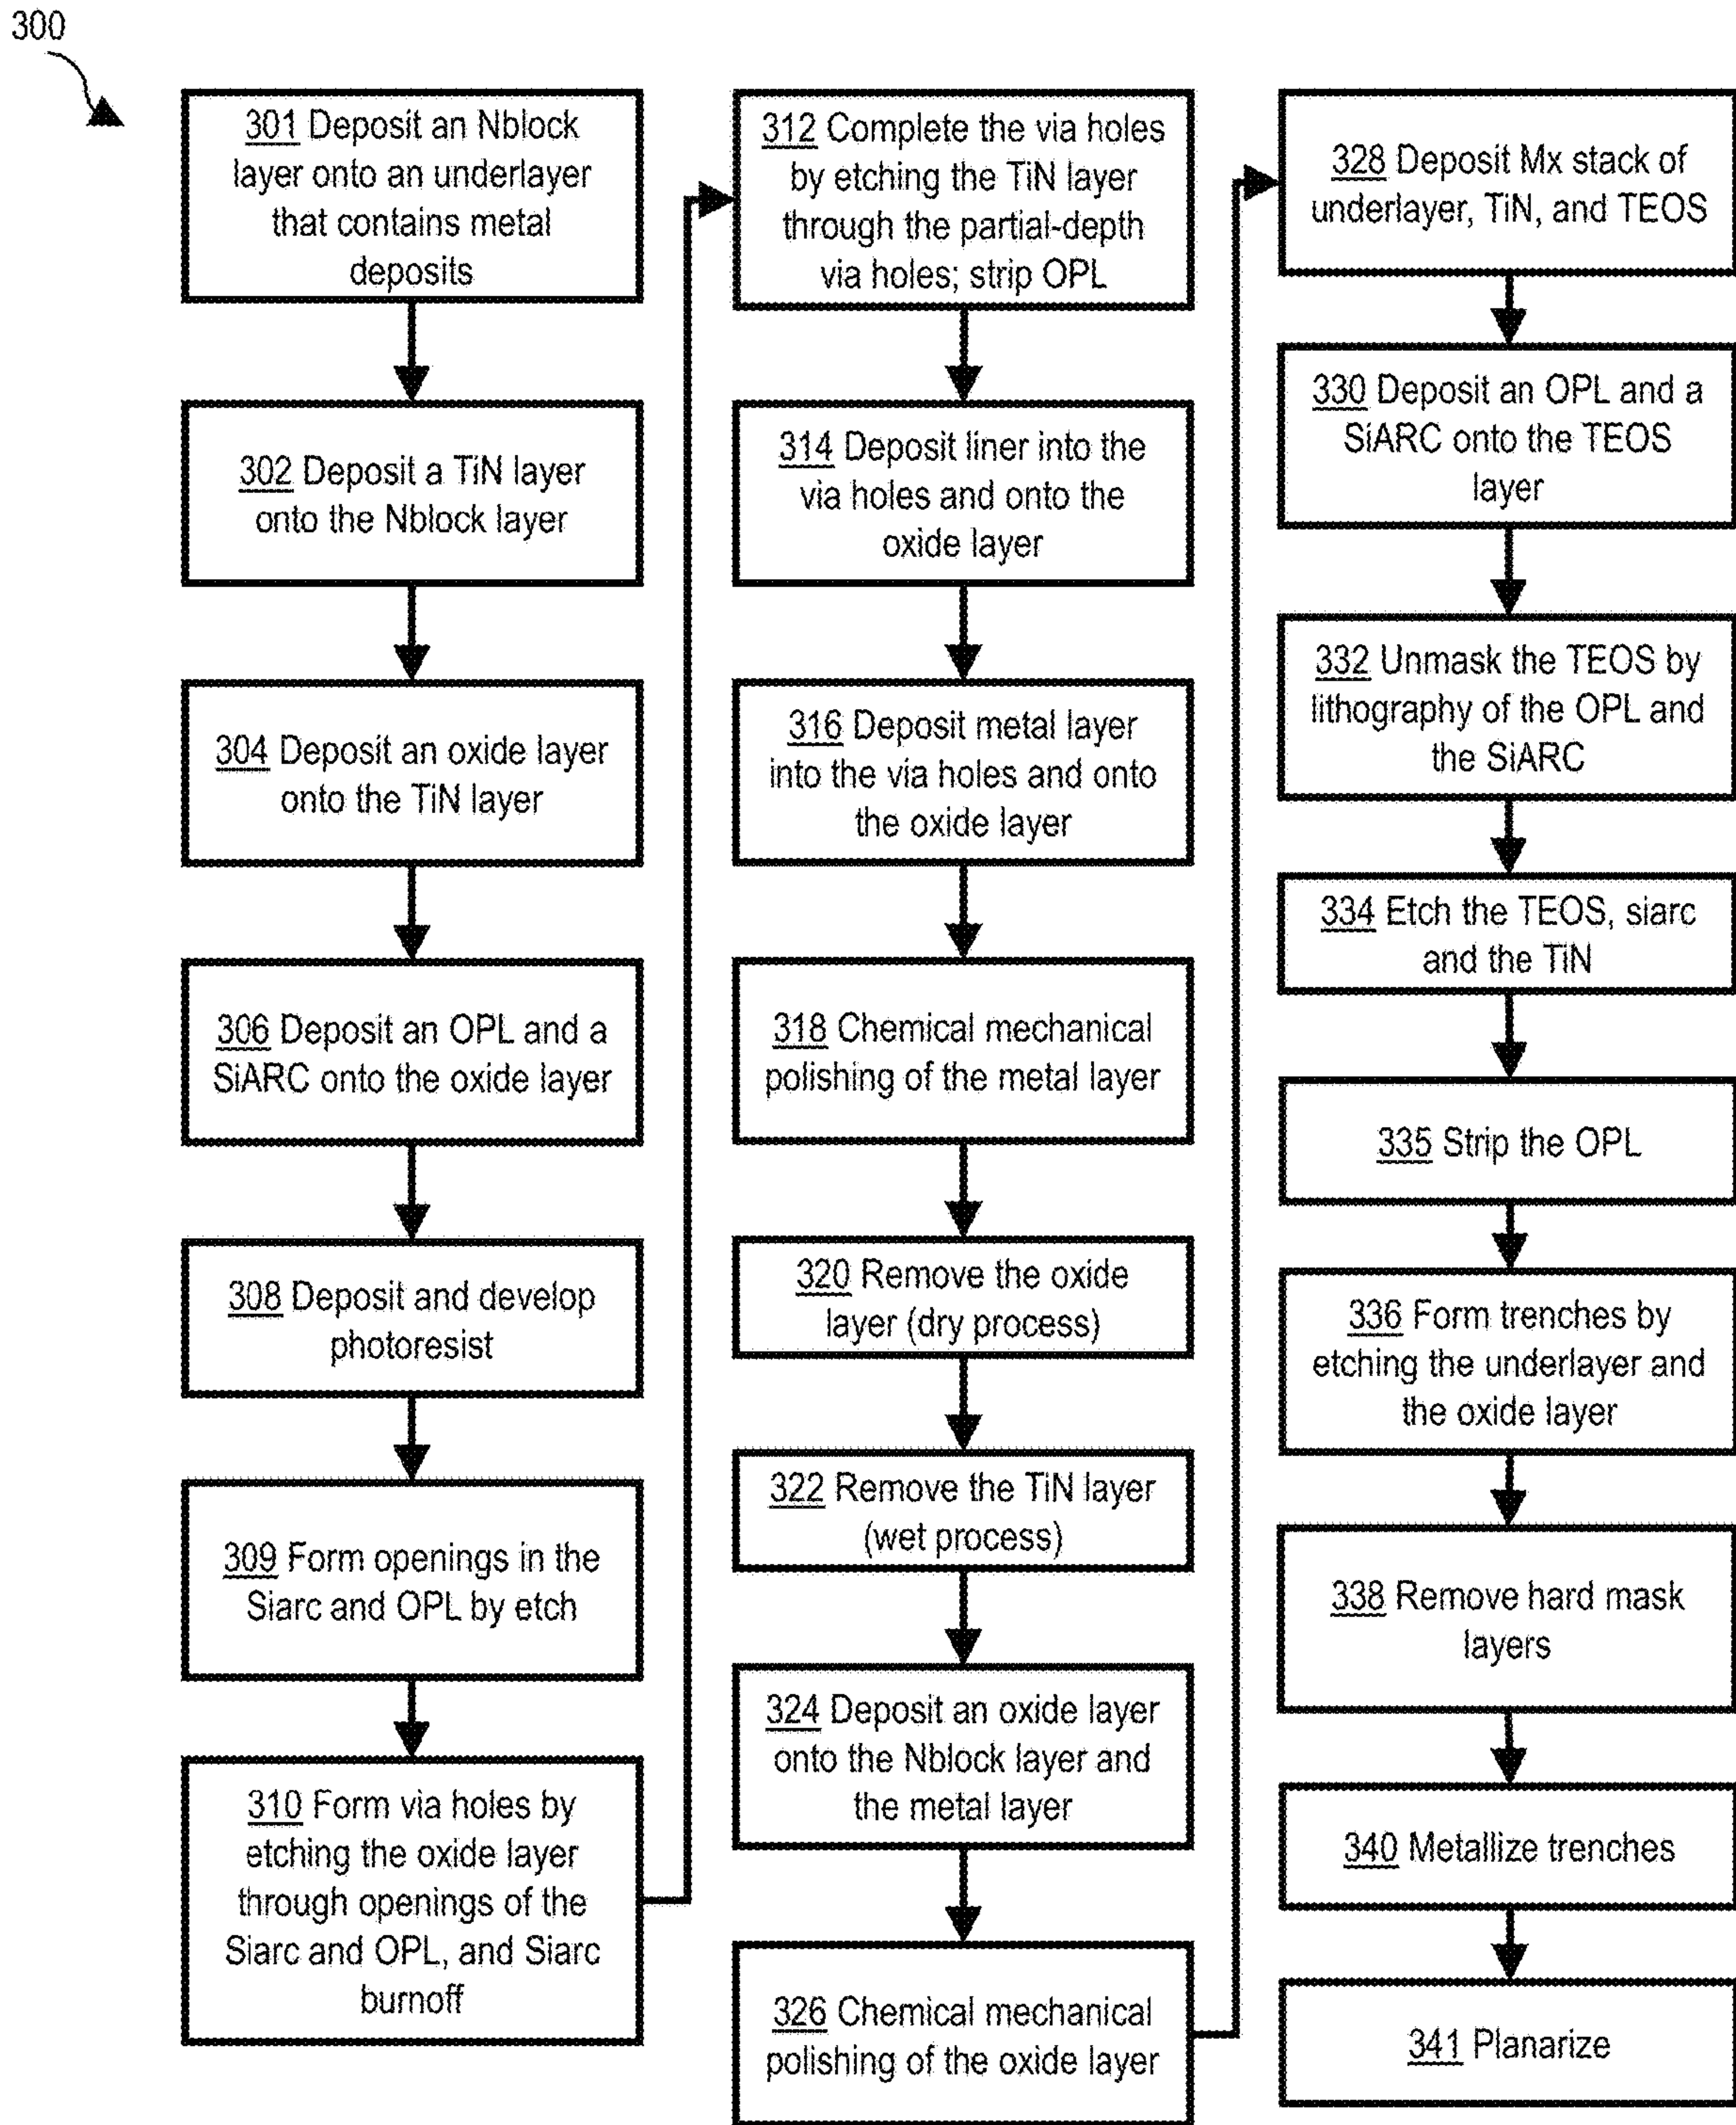 300
301 Deposit an Nblock
layer onto an underlayer
that contains metal
deposits
302 Deposit a TiN layer
onto the Nblock layer
304 Deposit an oxide layer
onto the TiN layer
306 Deposit an OPL and a
SiARC onto the oxide layer
308 Deposit and develop
photoresist
309 Form openings in the
Siarc and OPL by etch
310 Form via holes by
etching the oxide layer
through openings of the
Siarc and OPL, and Siarc
burnoff
312 Complete the via holes
by etching the TiN layer
through the partial-depth
via holes; strip OPL
314 Deposit liner into the
via holes and onto the
oxide layer
316 Deposit metal layer
into the via holes and onto
the oxide layer
318 Chemical mechanical
polishing of the metal layer
320 Remove the oxide
layer (dry process)
322 Remove the TiN layer
(wet process)
324 Deposit an oxide layer
onto the Nblock layer and
the metal layer
326 Chemical mechanical
polishing of the oxide layer
328 Deposit Mx stack of
underlayer, TiN, and TEOS
330 Deposit an OPL and a
SiARC onto the TEOS
layer
332 Unmask the TEOS by
lithography of the OPL and
the SiARC
334 Etch the TEOS, siarc
and the TiN
335 Strip the OPL
336 Form trenches by
etching the underlayer and
the oxide layer
338 Remove hard mask
layers
340 Metallize trenches
341 Planarize